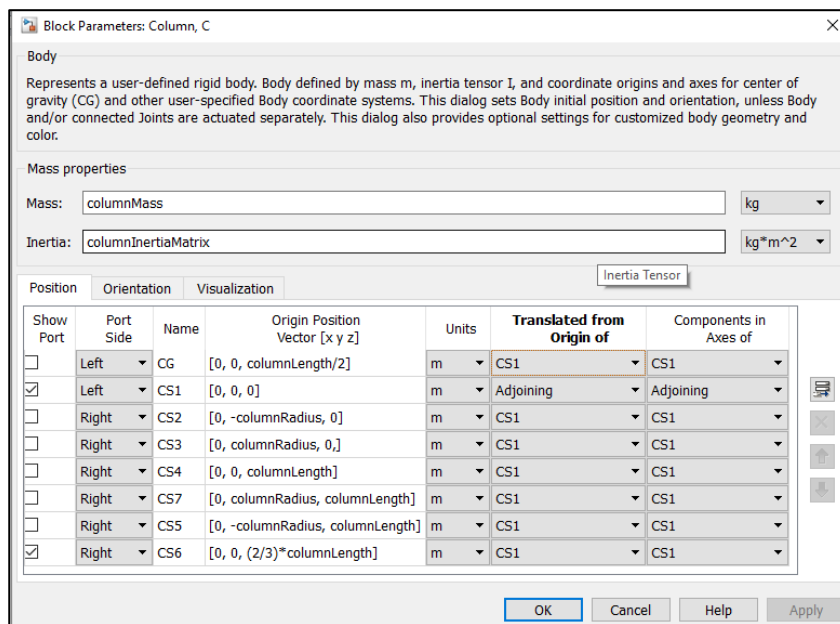 Block Parameters: Column, C
Body
Represents a user-defined rigid body. Body defined by mass m, inertia tensor I, and coordinate origins and axes for center of
gravity (CG) and other user-specified Body coordinate systems. This dialog sets Body initial position and orientation, unless Body
and/or connected Joints are actuated separately. This dialog also provides optional settings for customized body geometry and
color.
Mass properties
Mass: columnMass kg
Inertia: columnInertiaMatrix kg*m^2
Inertia Tensor
Position Orientation Visualization
Show Port Port Side Name Origin Position Vector [x y z] Units Translated from Origin of Components in Axes of
Left CG [0, 0, columnLength/2] m CS1 CS1
Left CS1 [0, 0, 0] m Adjoining Adjoining
Right CS2 [0, -columnRadius, 0] m CS1 CS1
Right CS3 [0, columnRadius, 0,] m CS1 CS1
Right CS4 [0, 0, columnLength] m CS1 CS1
Right CS7 [0, columnRadius, columnLength] m CS1 CS1
Right CS5 [0, -columnRadius, columnLength] m CS1 CS1
Right CS6 [0, 0, (2/3)*columnLength] m CS1 CS1
OK Cancel Help Apply